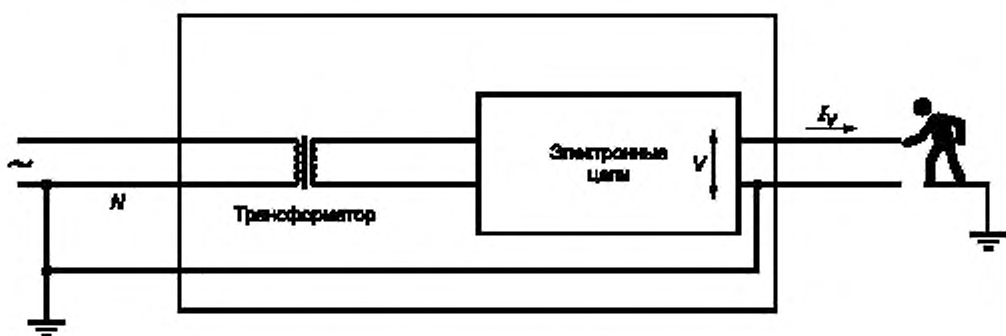 I_V
Электронные
цепи
V
~
N
Трансформатор